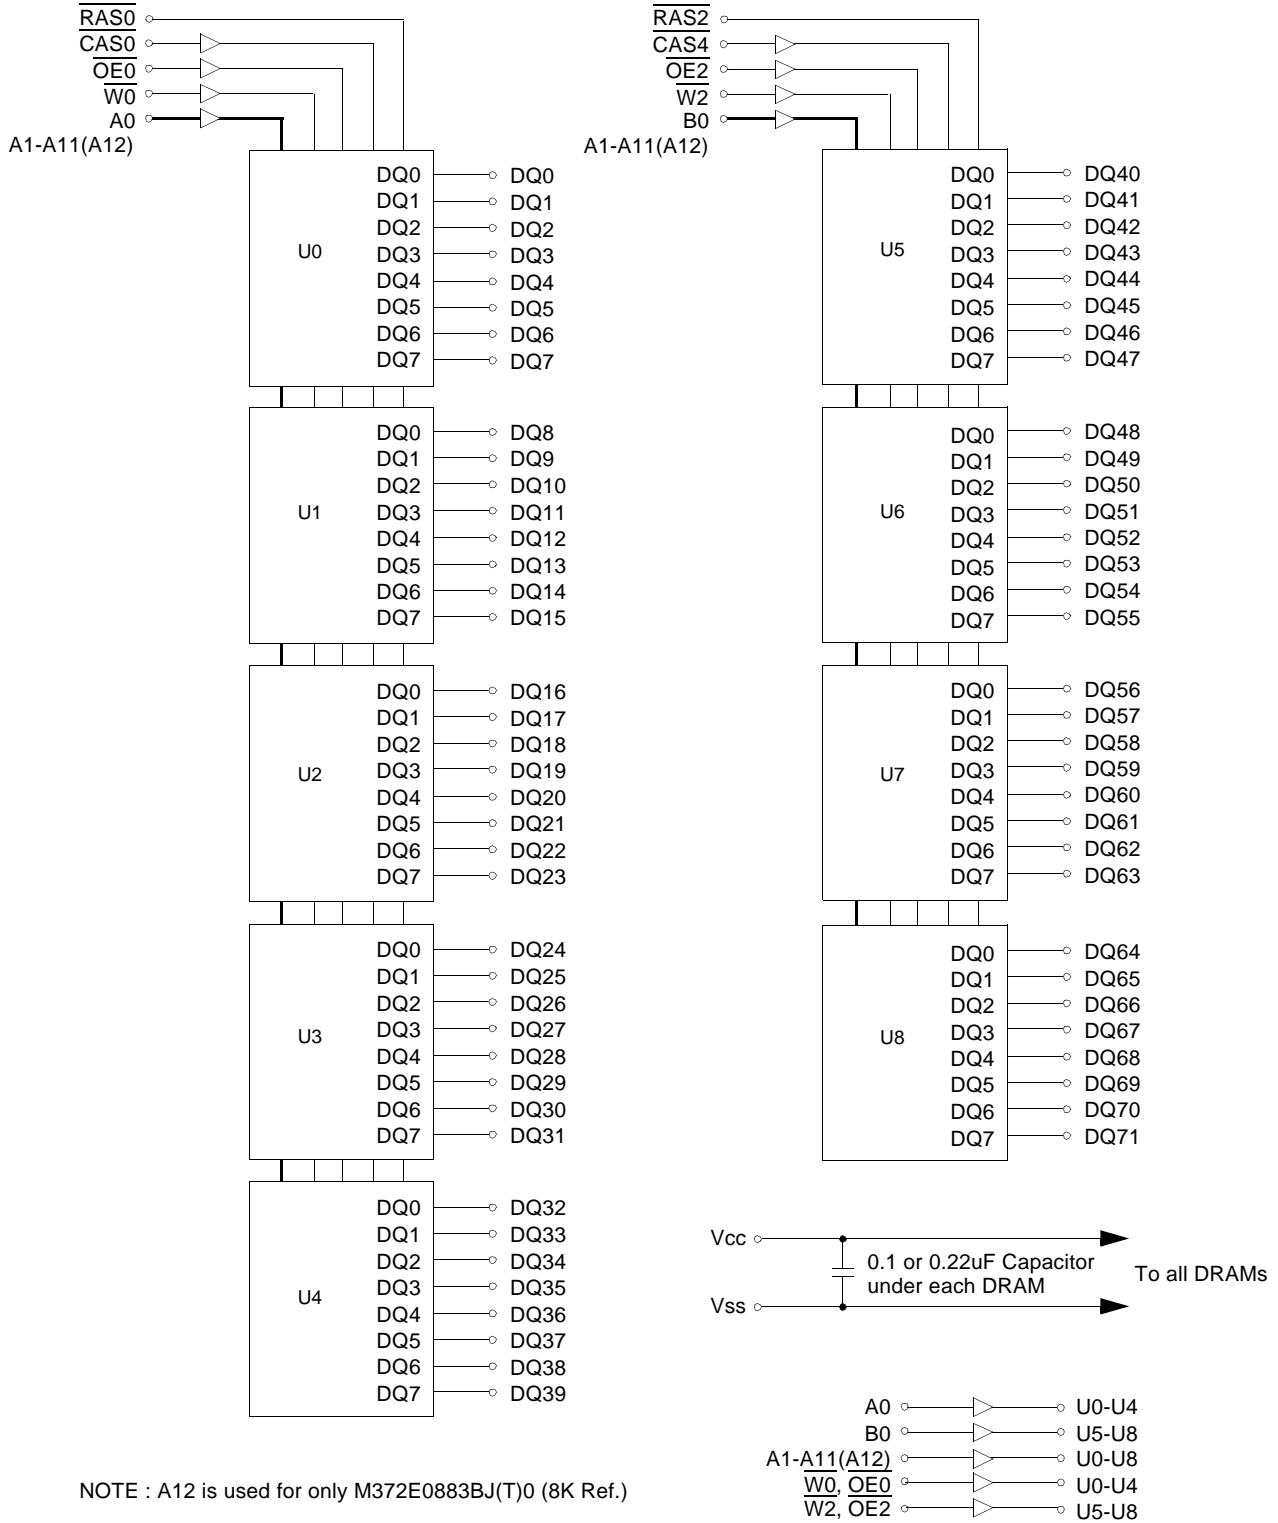 RAS0
CAS0
OE0
W0
A0
A1-A11(A12)
U0
DQ0 DQ0
DQ1 DQ1
DQ2 DQ2
DQ3 DQ3
DQ4 DQ4
DQ5 DQ5
DQ6 DQ6
DQ7 DQ7
U1
DQ0 DQ8
DQ1 DQ9
DQ2 DQ10
DQ3 DQ11
DQ4 DQ12
DQ5 DQ13
DQ6 DQ14
DQ7 DQ15
U2
DQ0 DQ16
DQ1 DQ17
DQ2 DQ18
DQ3 DQ19
DQ4 DQ20
DQ5 DQ21
DQ6 DQ22
DQ7 DQ23
U3
DQ0 DQ24
DQ1 DQ25
DQ2 DQ26
DQ3 DQ27
DQ4 DQ28
DQ5 DQ29
DQ6 DQ30
DQ7 DQ31
U4
DQ0 DQ32
DQ1 DQ33
DQ2 DQ34
DQ3 DQ35
DQ4 DQ36
DQ5 DQ37
DQ6 DQ38
DQ7 DQ39
RAS2
CAS4
OE2
W2
B0
A1-A11(A12)
U5
DQ0 DQ40
DQ1 DQ41
DQ2 DQ42
DQ3 DQ43
DQ4 DQ44
DQ5 DQ45
DQ6 DQ46
DQ7 DQ47
U6
DQ0 DQ48
DQ1 DQ49
DQ2 DQ50
DQ3 DQ51
DQ4 DQ52
DQ5 DQ53
DQ6 DQ54
DQ7 DQ55
U7
DQ0 DQ56
DQ1 DQ57
DQ2 DQ58
DQ3 DQ59
DQ4 DQ60
DQ5 DQ61
DQ6 DQ62
DQ7 DQ63
U8
DQ0 DQ64
DQ1 DQ65
DQ2 DQ66
DQ3 DQ67
DQ4 DQ68
DQ5 DQ69
DQ6 DQ70
DQ7 DQ71
Vcc
0.1 or 0.22uF Capacitor
under each DRAM
To all DRAMs
Vss
A0 U0-U4
B0 U5-U8
A1-A11(A12) U0-U8
W0, OE0 U0-U4
W2, OE2 U5-U8
NOTE : A12 is used for only M372E0883BJ(T)0 (8K Ref.)